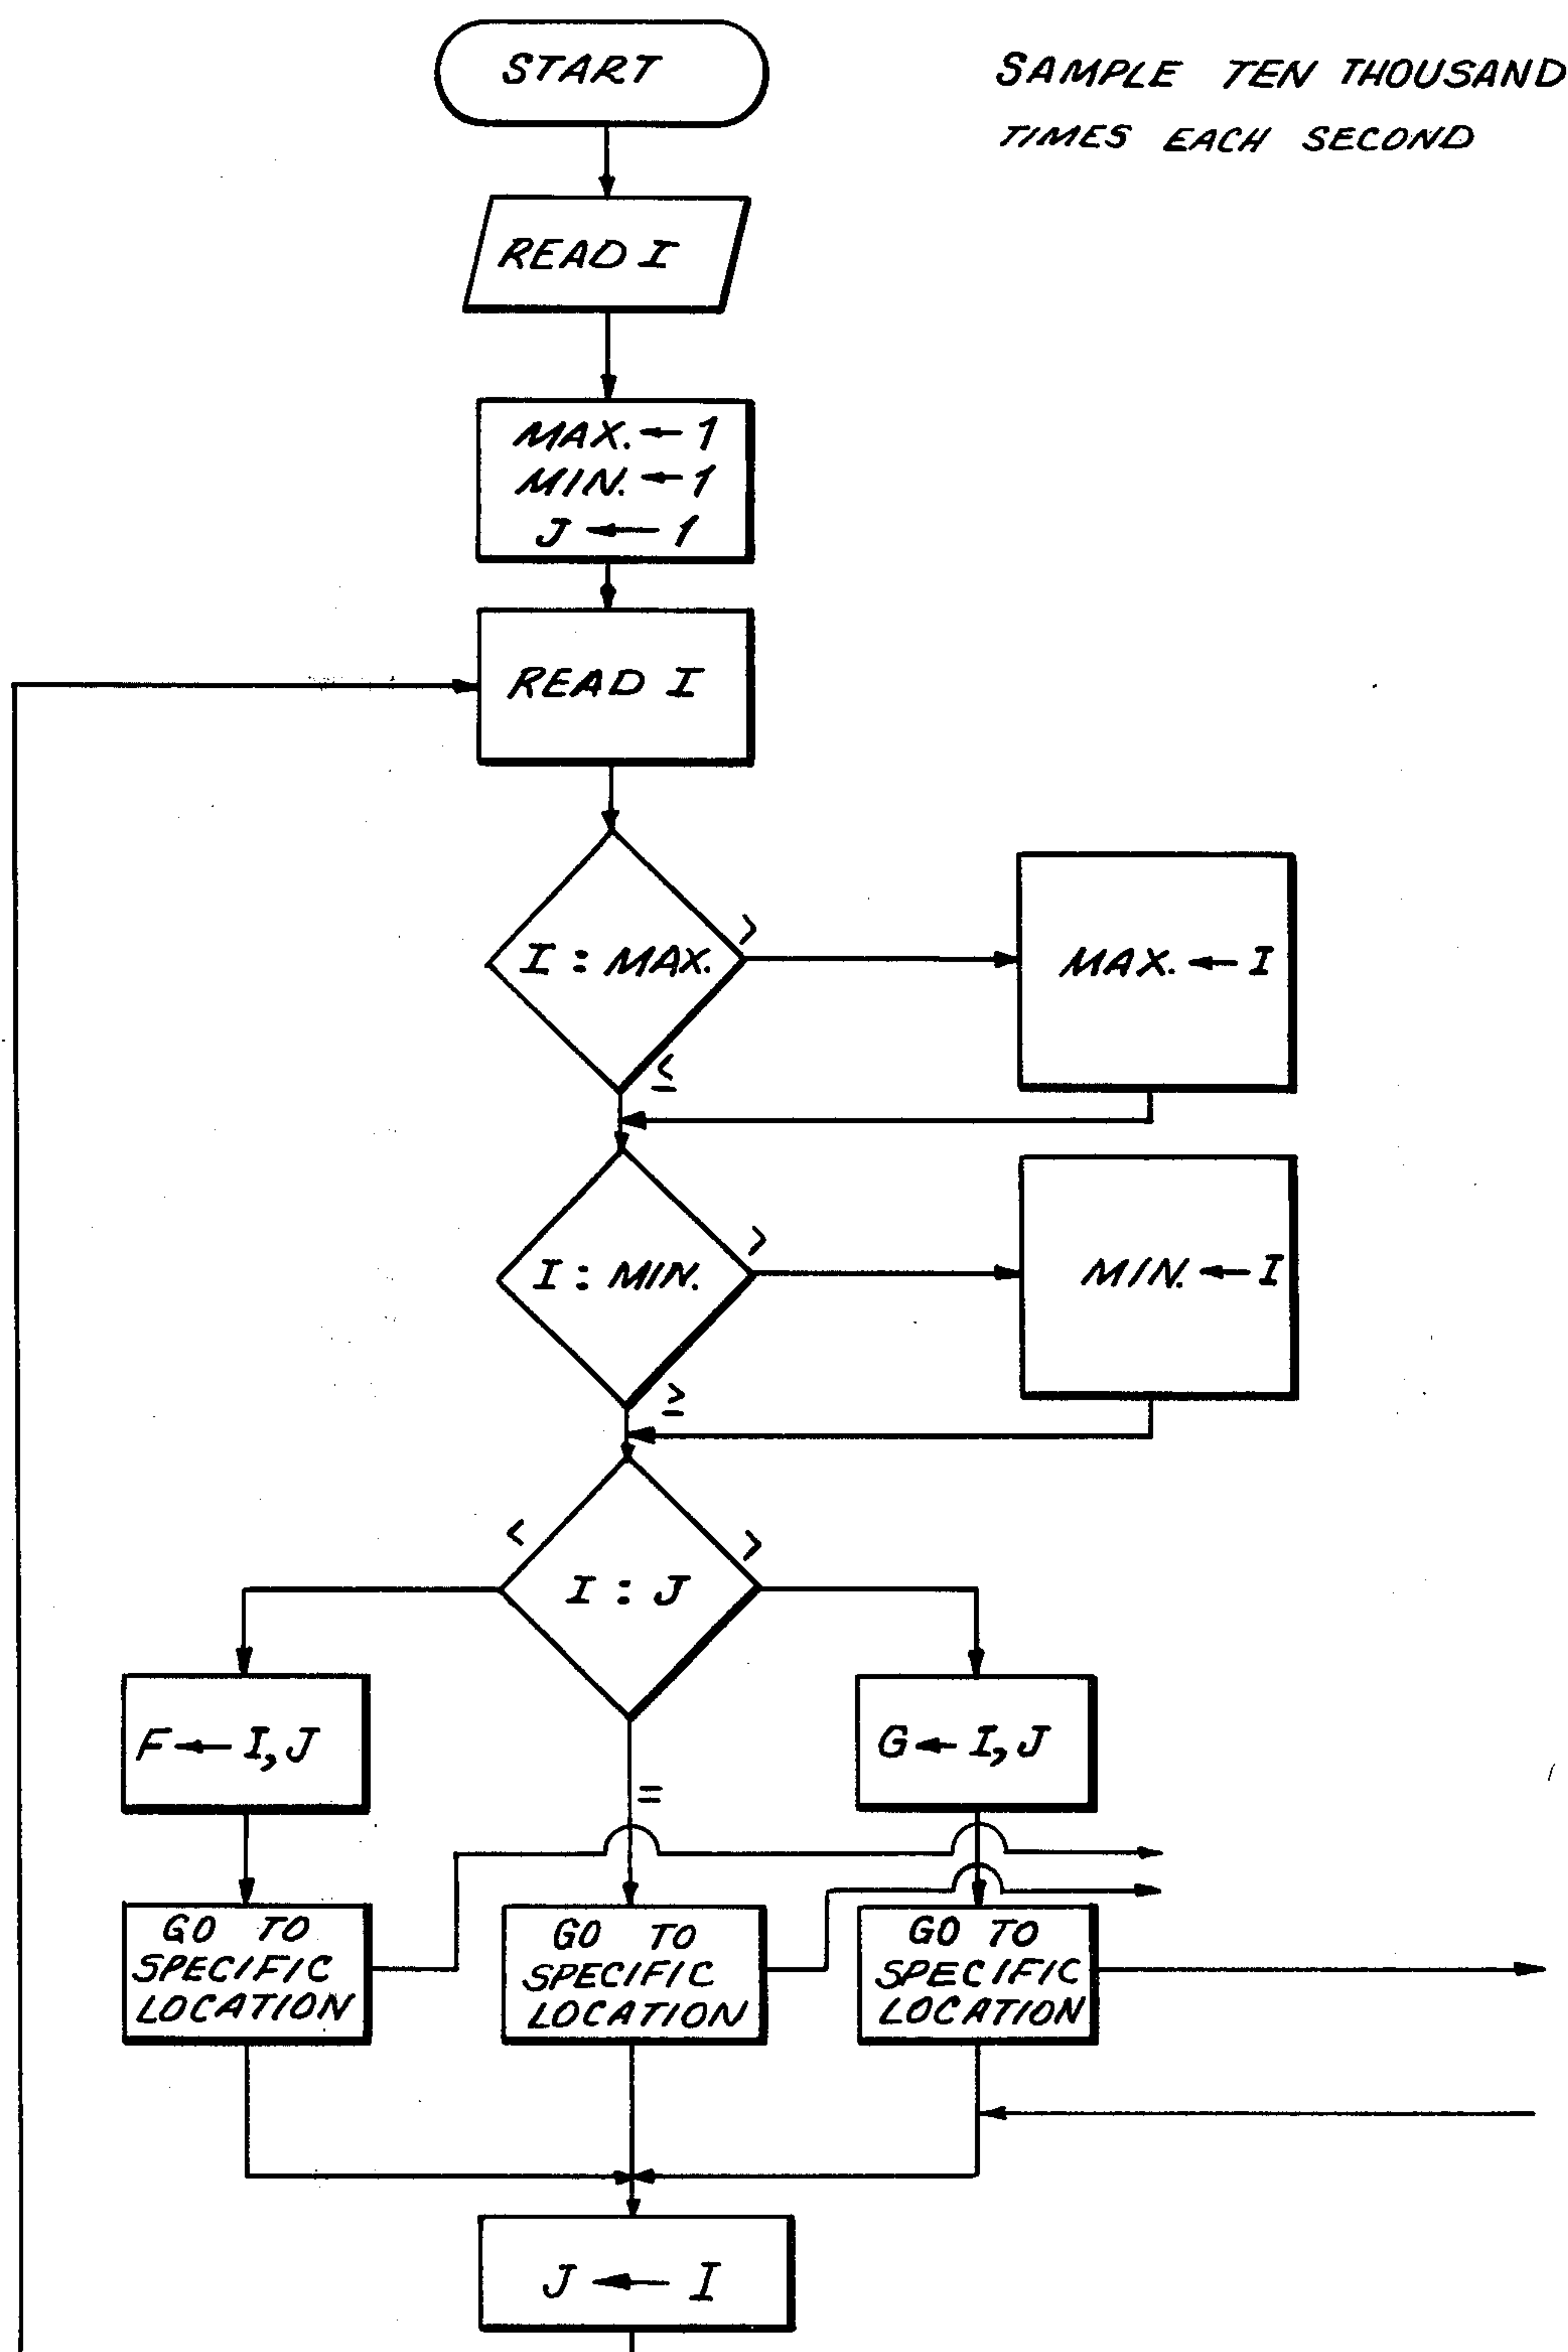 START
SAMPLE TEN THOUSAND
TIMES EACH SECOND
READ I
MAX. ← 1
MIN. ← 1
J ← 1
READ I
I : MAX.
>
MAX. ← I
≤
I : MIN.
>
MIN. ← I
≥
<
>
I : J
F ← I, J
G ← I, J
=
GO TO
SPECIFIC
LOCATION
GO TO
SPECIFIC
LOCATION
GO TO
SPECIFIC
LOCATION
J ← I